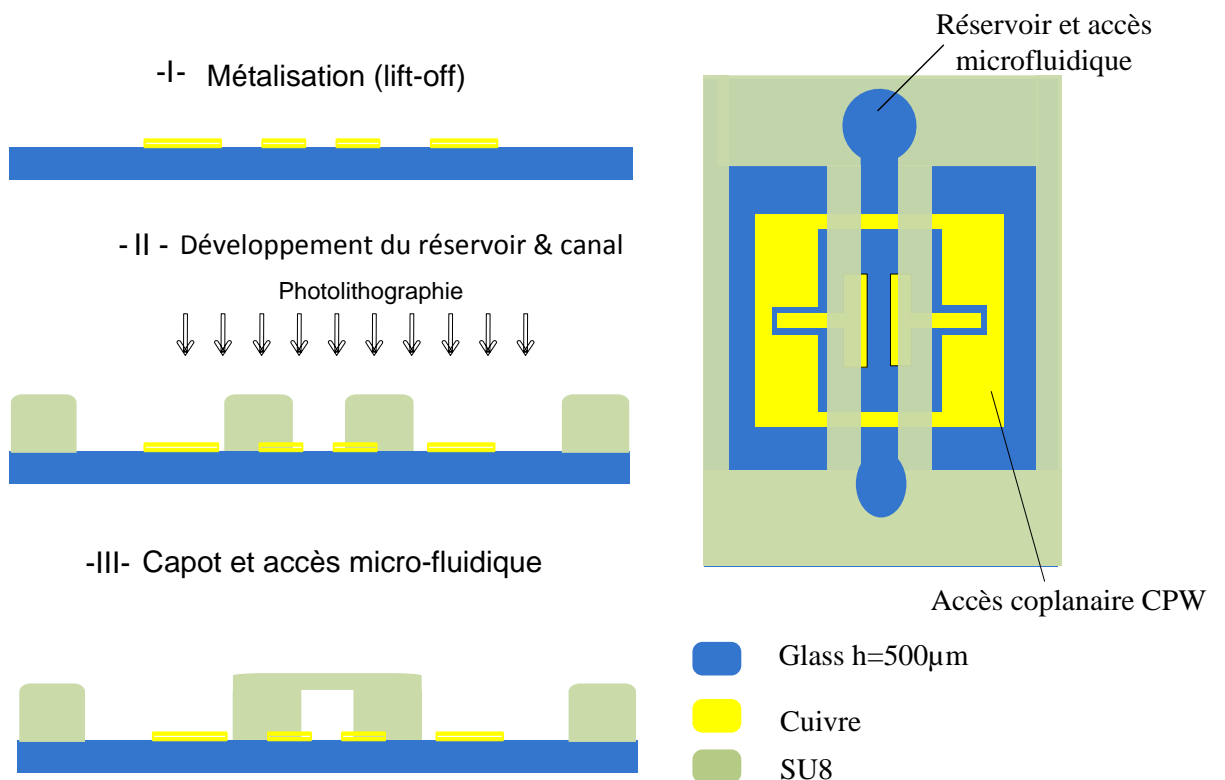 -I- Métalisation (lift-off)
- II - Développement du réservoir & canal
Photolithographie
-III- Capot et accès micro-fluidique
Réservoir et accès
microfluidique
Accès coplanaire CPW
Glass h=500µm
Cuivre
SU8